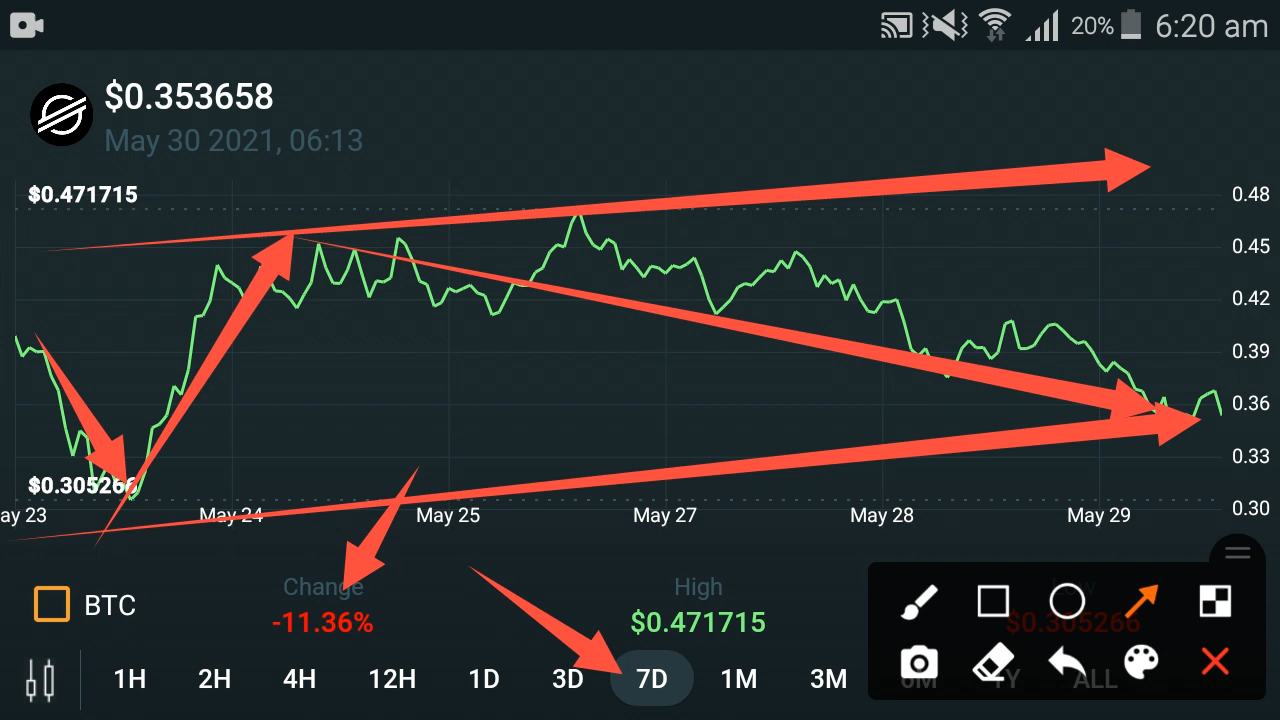 20% 6:20 am
$0.353658
May 30 2021, 06:13
$0.471715
0.48
0.45
0.42
0.39
0.36
0.33
$0.305266
0.30
ay 23 May 24 May 25 May 27 May 28 May 29
BTC
Change High
-11.36% $0.471715 $0.305266
1H 2H 4H 12H 1D 3D 7D 1M 3M 6M 1Y ALL